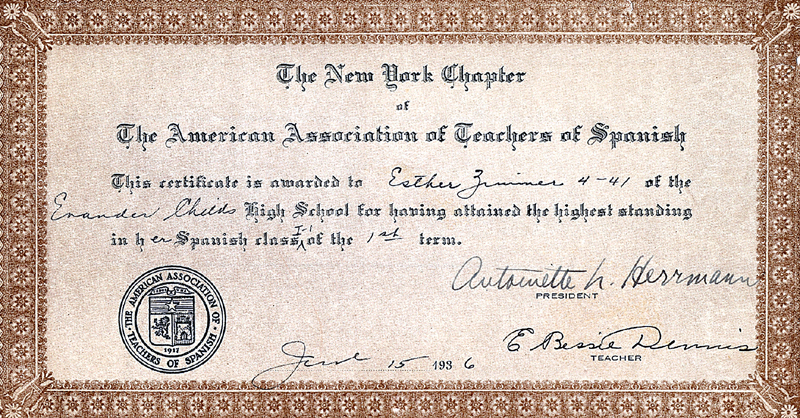 The New York Chapter
of
The American Association of Teachers of Spanish
This certificate is awarded to Esther Zimmer 4-41 of the
Evander Childs High School for having attained the highest standing
in her Spanish class I-1 of the 1st term.
Antoinette h. Herrmann
PRESIDENT
THE AMERICAN ASSOCIATION OF TEACHERS OF SPANISH
1917
E Bessie Dennis
TEACHER
June 15 1936